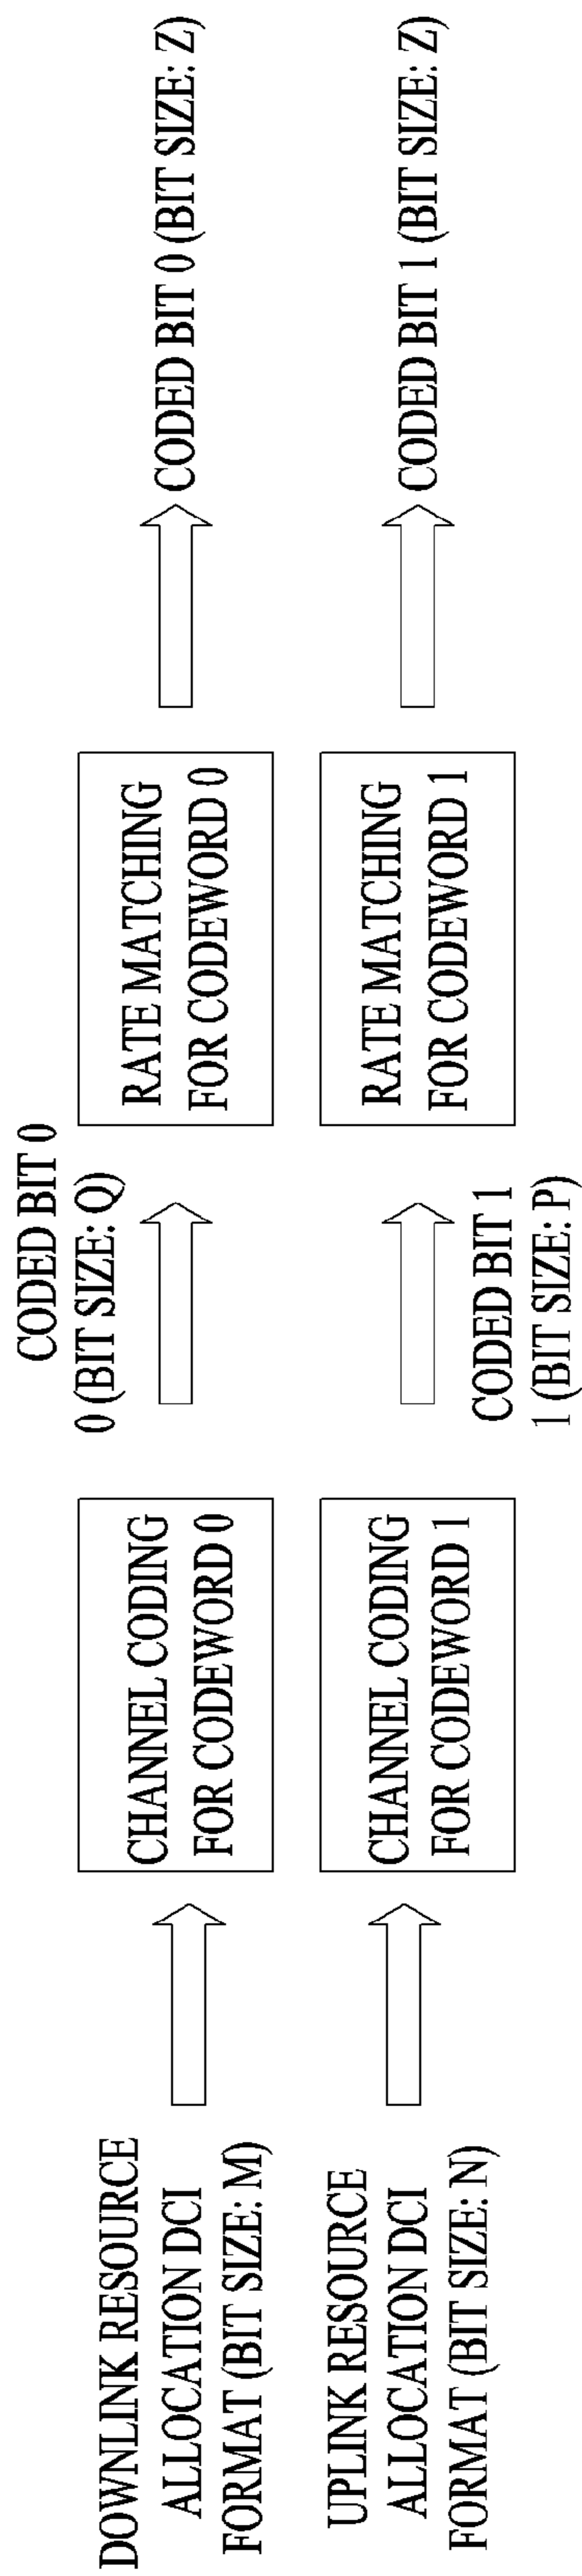 DOWNLINK RESOURCE
ALLOCATION DCI
FORMAT (BIT SIZE: M)
CHANNEL CODING
FOR CODEWORD 0
CODED BIT 0
0 (BIT SIZE: Q)
RATE MATCHING
FOR CODEWORD 0
CODED BIT 0 (BIT SIZE: Z)
UPLINK RESOURCE
ALLOCATION DCI
FORMAT (BIT SIZE: N)
CHANNEL CODING
FOR CODEWORD 1
CODED BIT 1
1 (BIT SIZE: P)
RATE MATCHING
FOR CODEWORD 1
CODED BIT 1 (BIT SIZE: Z)